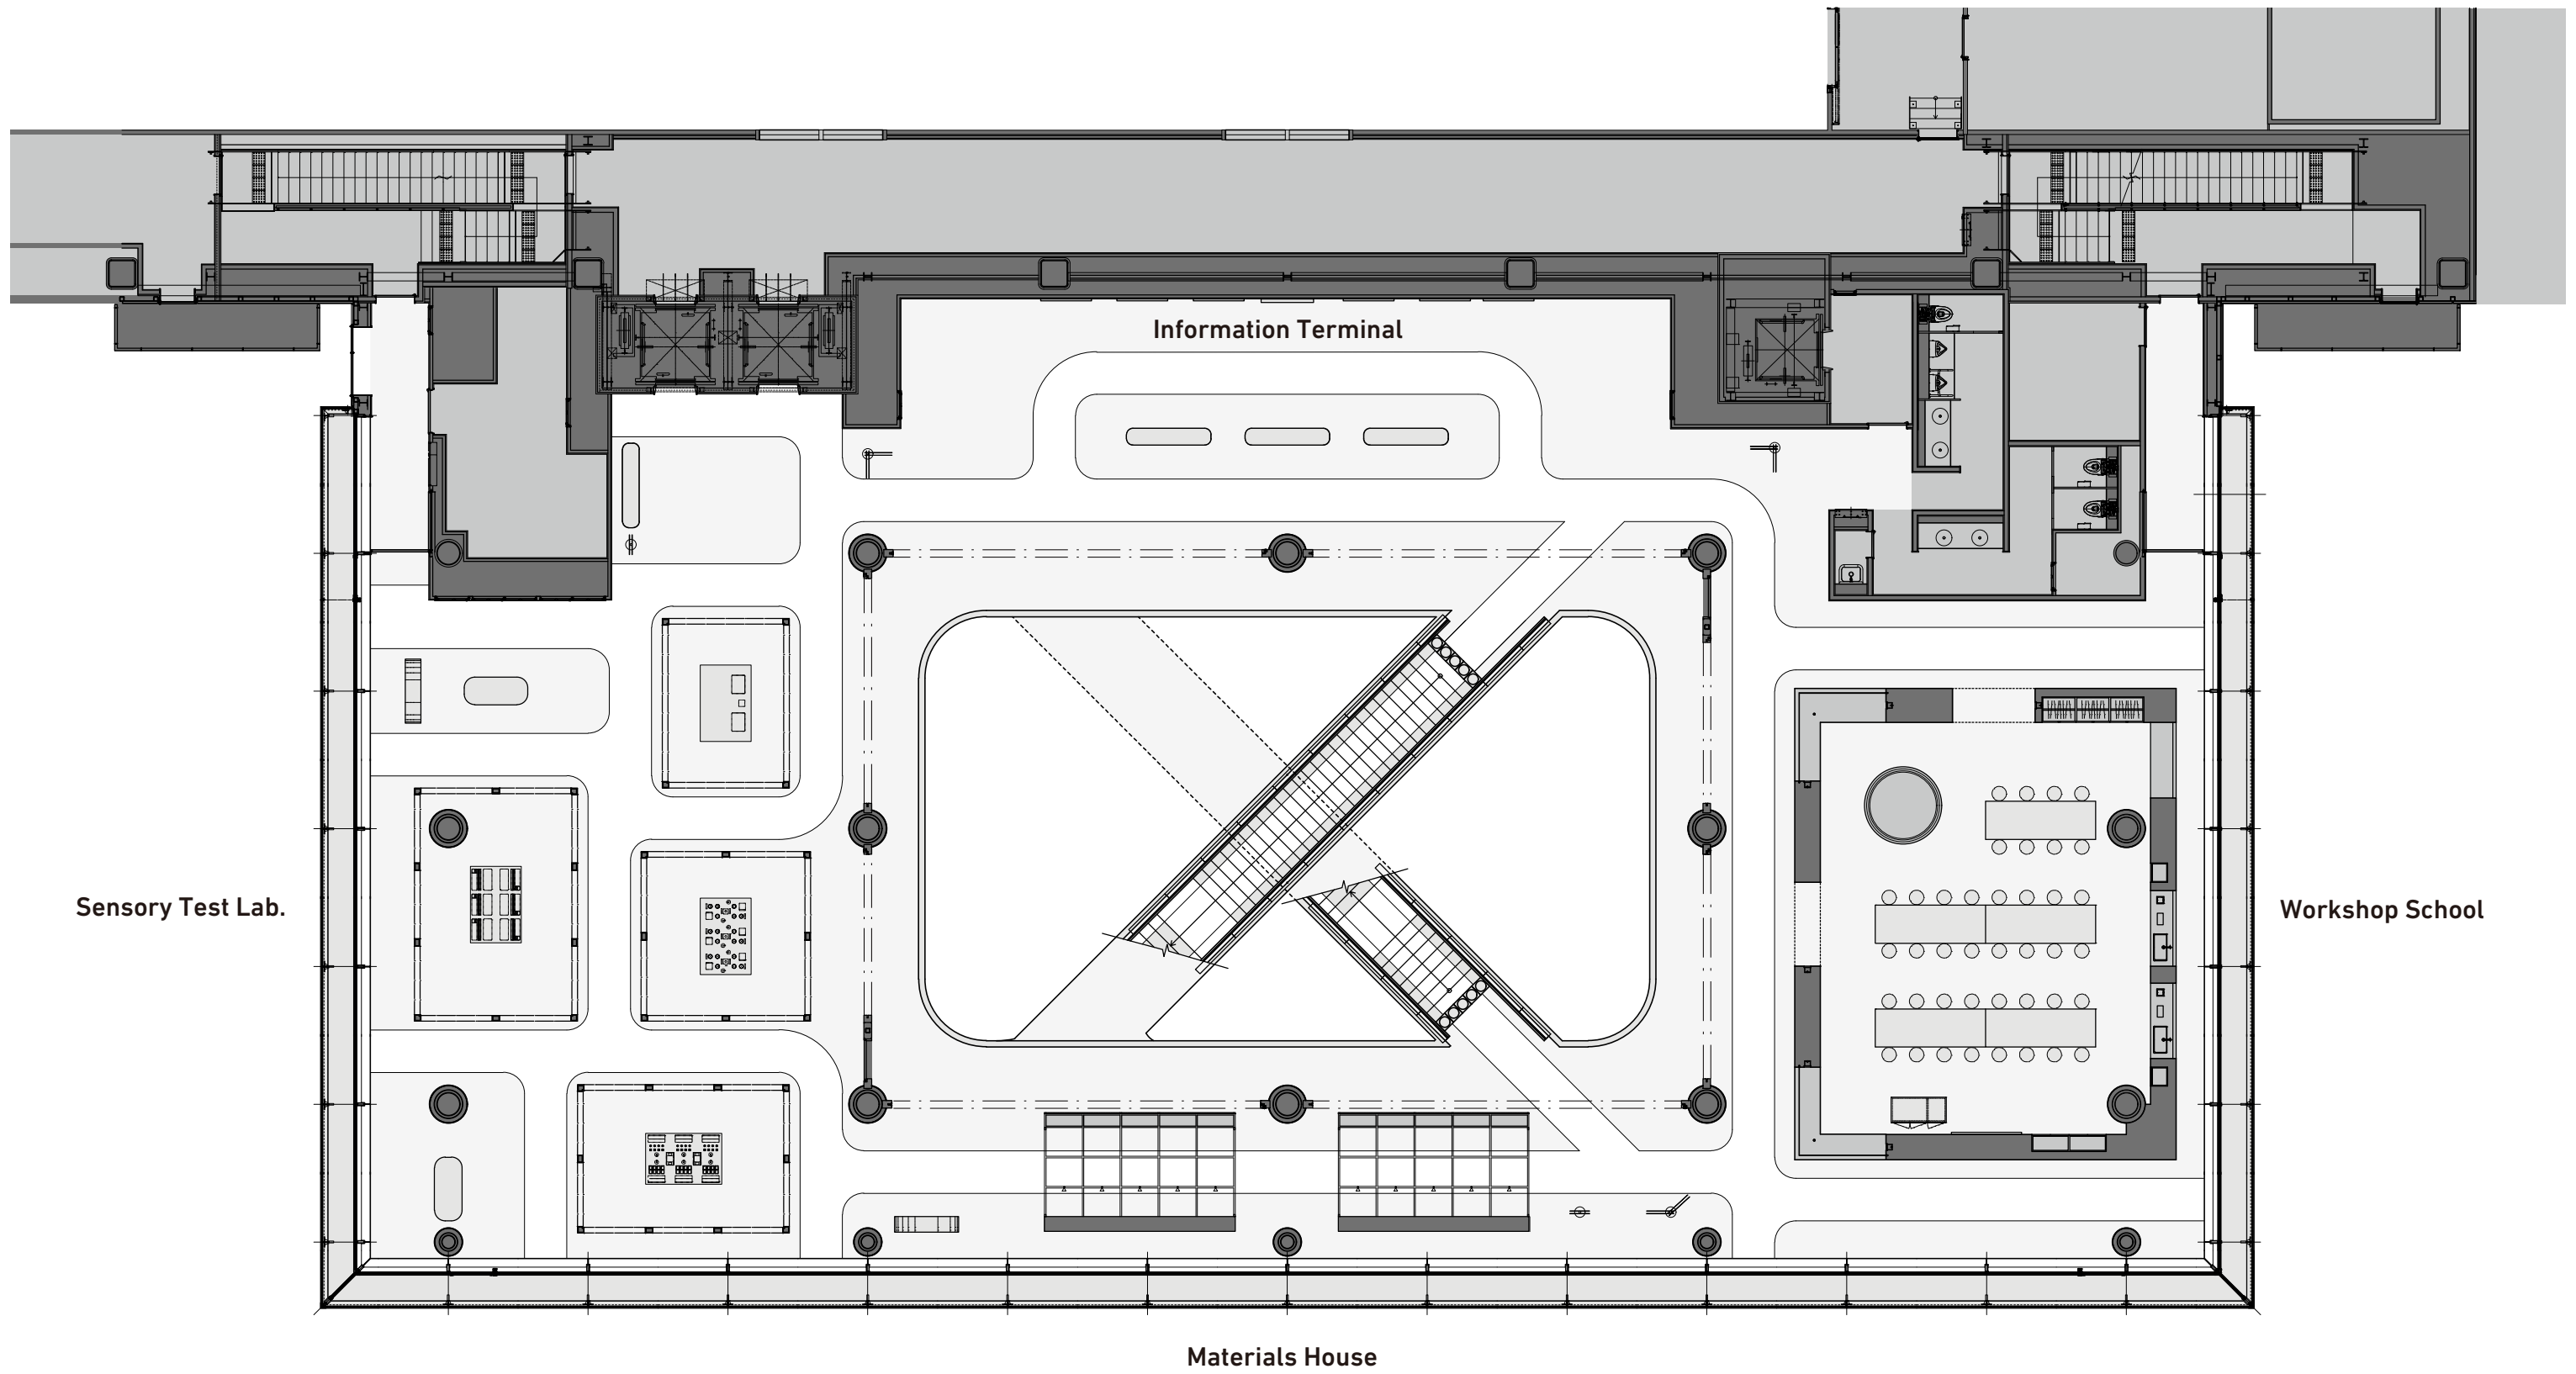 Information Terminal
Sensory Test Lab.
Workshop School
Materials House